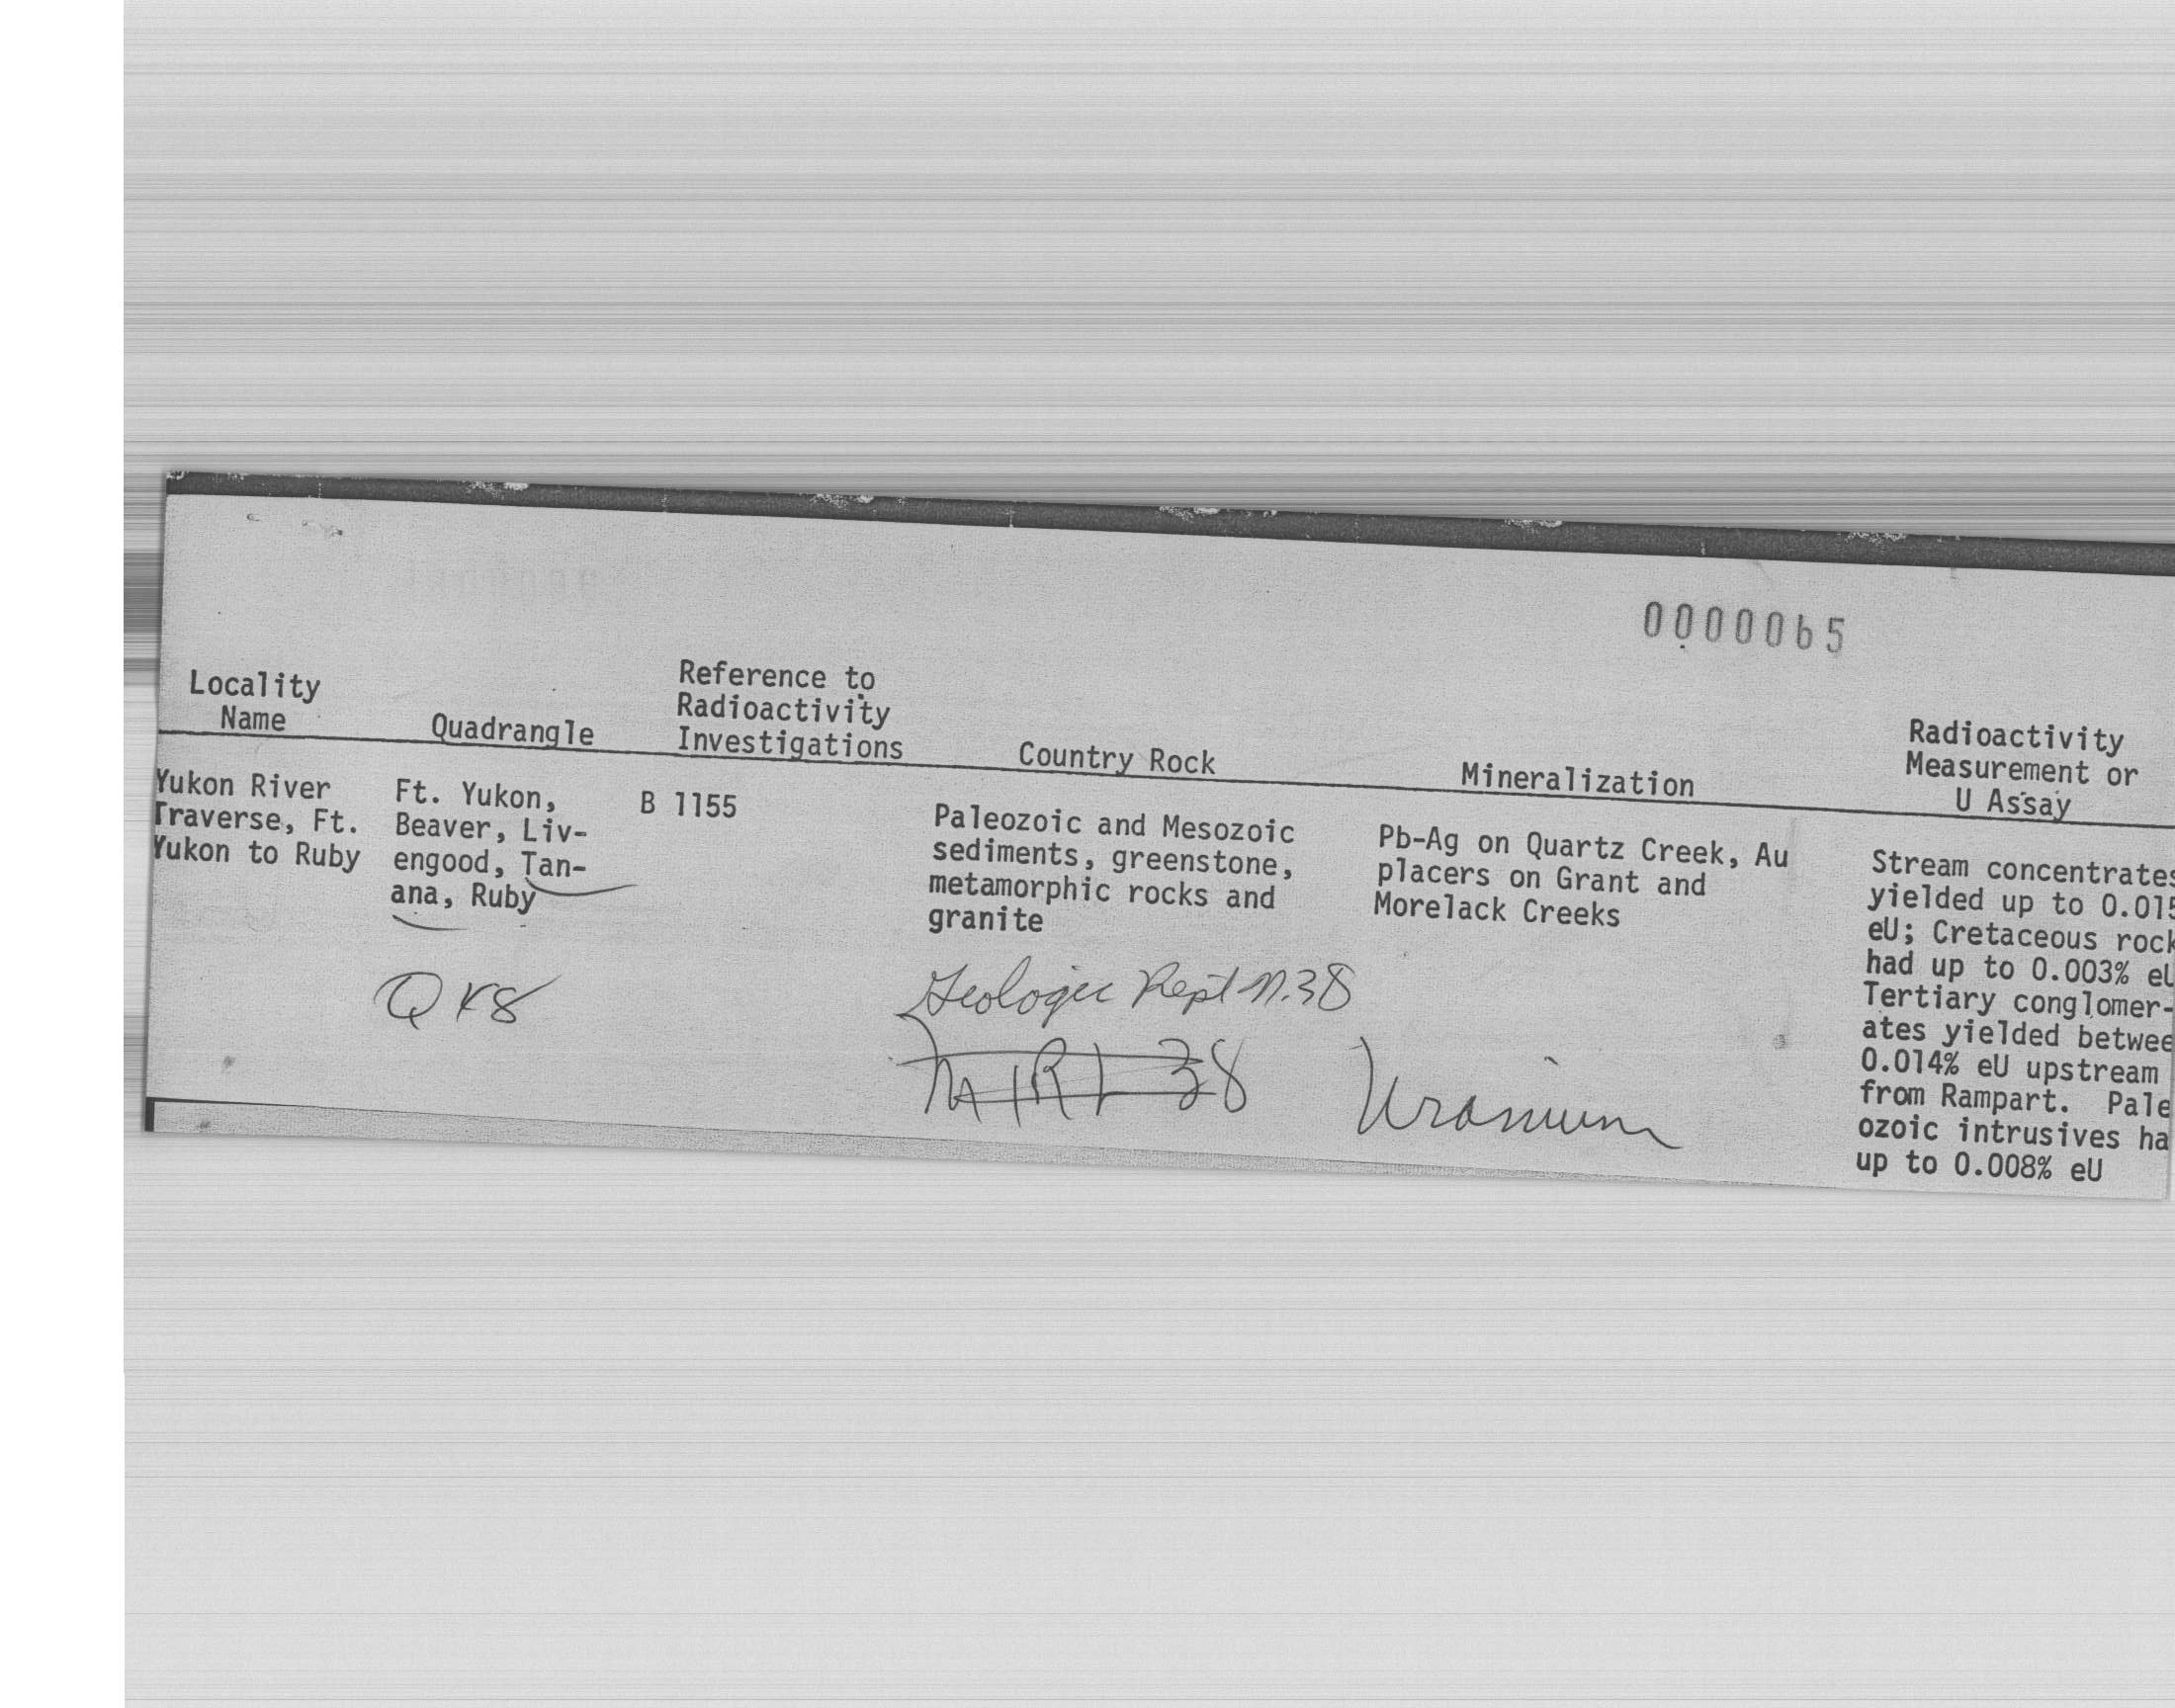 0000065
Locality
Name
Quadrangle
Reference to
Radioactivity
Investigations
Country Rock
Mineralization
Radioactivity
Measurement or
U Assay
Yukon River
Traverse, Ft.
Yukon to Ruby
Ft. Yukon,
Beaver, Liv-
engood, Tan-
ana, Ruby
B 1155
Paleozoic and Mesozoic
sediments, greenstone,
metamorphic rocks and
granite
Pb-Ag on Quartz Creek, Au
placers on Grant and
Morelack Creeks
Stream concentrates
yielded up to 0.015
eU; Cretaceous rock
had up to 0.003% eU
Tertiary conglomer-
ates yielded betwee
0.014% eU upstream
from Rampart. Pale
ozoic intrusives ha
up to 0.008% eU
Geologic Rept n.38
MIRL 38
Uranium